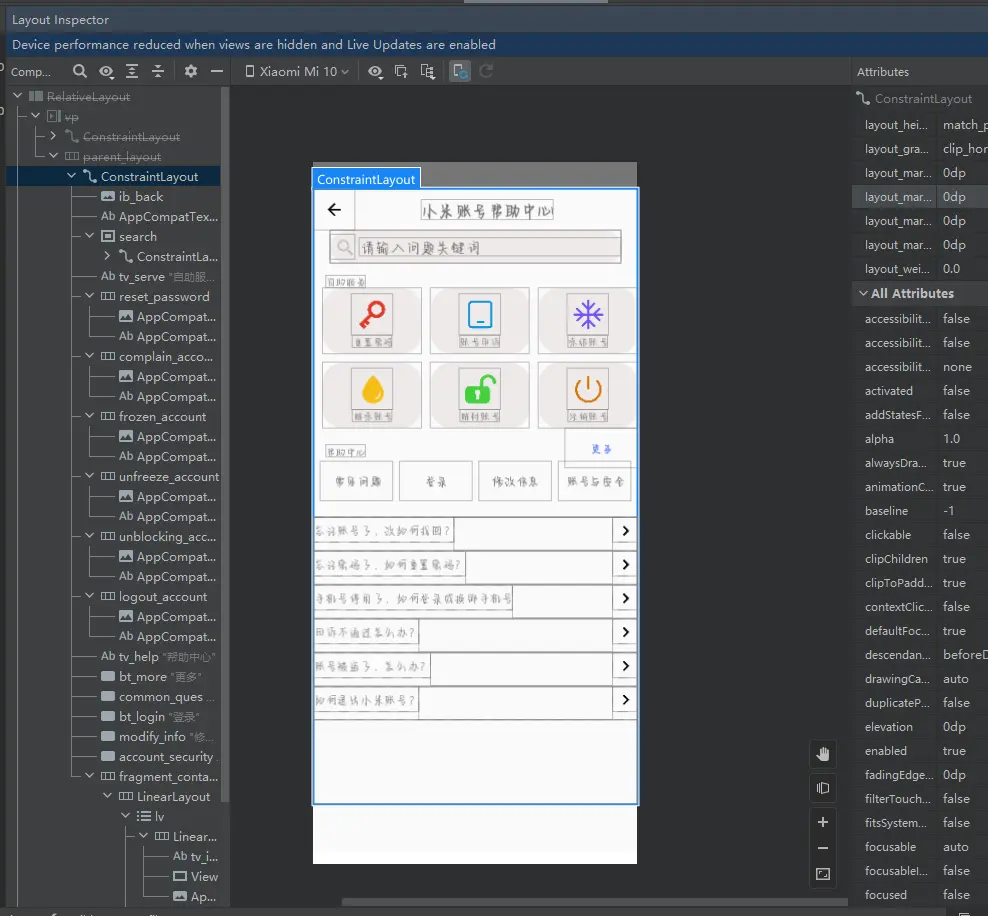 Layout Inspector
Device performance reduced when views are hidden and Live Updates are enabled
Comp...
Xiaomi Mi 10
Attributes
RelativeLayout
vp
ConstraintLayout
parent_layout
ConstraintLayout
ib_back
Ab AppCompatTex...
search
ConstraintLa...
Ab tv_serve "自助服...
reset_password
AppCompat...
Ab AppCompat...
complain_acco...
AppCompat...
Ab AppCompat...
frozen_account
AppCompat...
Ab AppCompat...
unfreeze_account
AppCompat...
Ab AppCompat...
unblocking_acc...
AppCompat...
Ab AppCompat...
logout_account
AppCompat...
Ab AppCompat...
Ab tv_help "帮助中心"
bt_more "更多"
common_ques ...
bt_login "登录"
modify_info "修...
account_security
fragment_conta...
LinearLayout
lv
Linear...
Ab tv_i...
View
Ap...
ConstraintLayout
小米账号帮助中心
请输入问题关键词
自助服务
重置密码
账号申诉
冻结账号
解冻账号
解封账号
注销账号
帮助中心
更多
常见问题
登录
修改信息
账号与安全
忘记账号了，该如何找回？
忘记密码了，如何重置密码？
手机号停用了，如何登录或换绑手机号
申诉不通过怎么办？
账号被盗了，怎么办？
如何退出小米账号？
ConstraintLayout
layout_hei... match_p
layout_gra... clip_hor
layout_mar... 0dp
layout_mar... 0dp
layout_mar... 0dp
layout_mar... 0dp
layout_wei... 0.0
All Attributes
accessibilit... false
accessibilit... false
accessibilit... none
activated false
addStatesF... false
alpha 1.0
alwaysDra... true
animationC... true
baseline -1
clickable false
clipChildren true
clipToPadd... true
contextClic... false
defaultFoc... true
descendan... beforeD
drawingCa... auto
duplicateP... false
elevation 0dp
enabled true
fadingEdge... 0dp
filterTouch... false
fitsSystem... false
focusable auto
focusableI... false
focused false